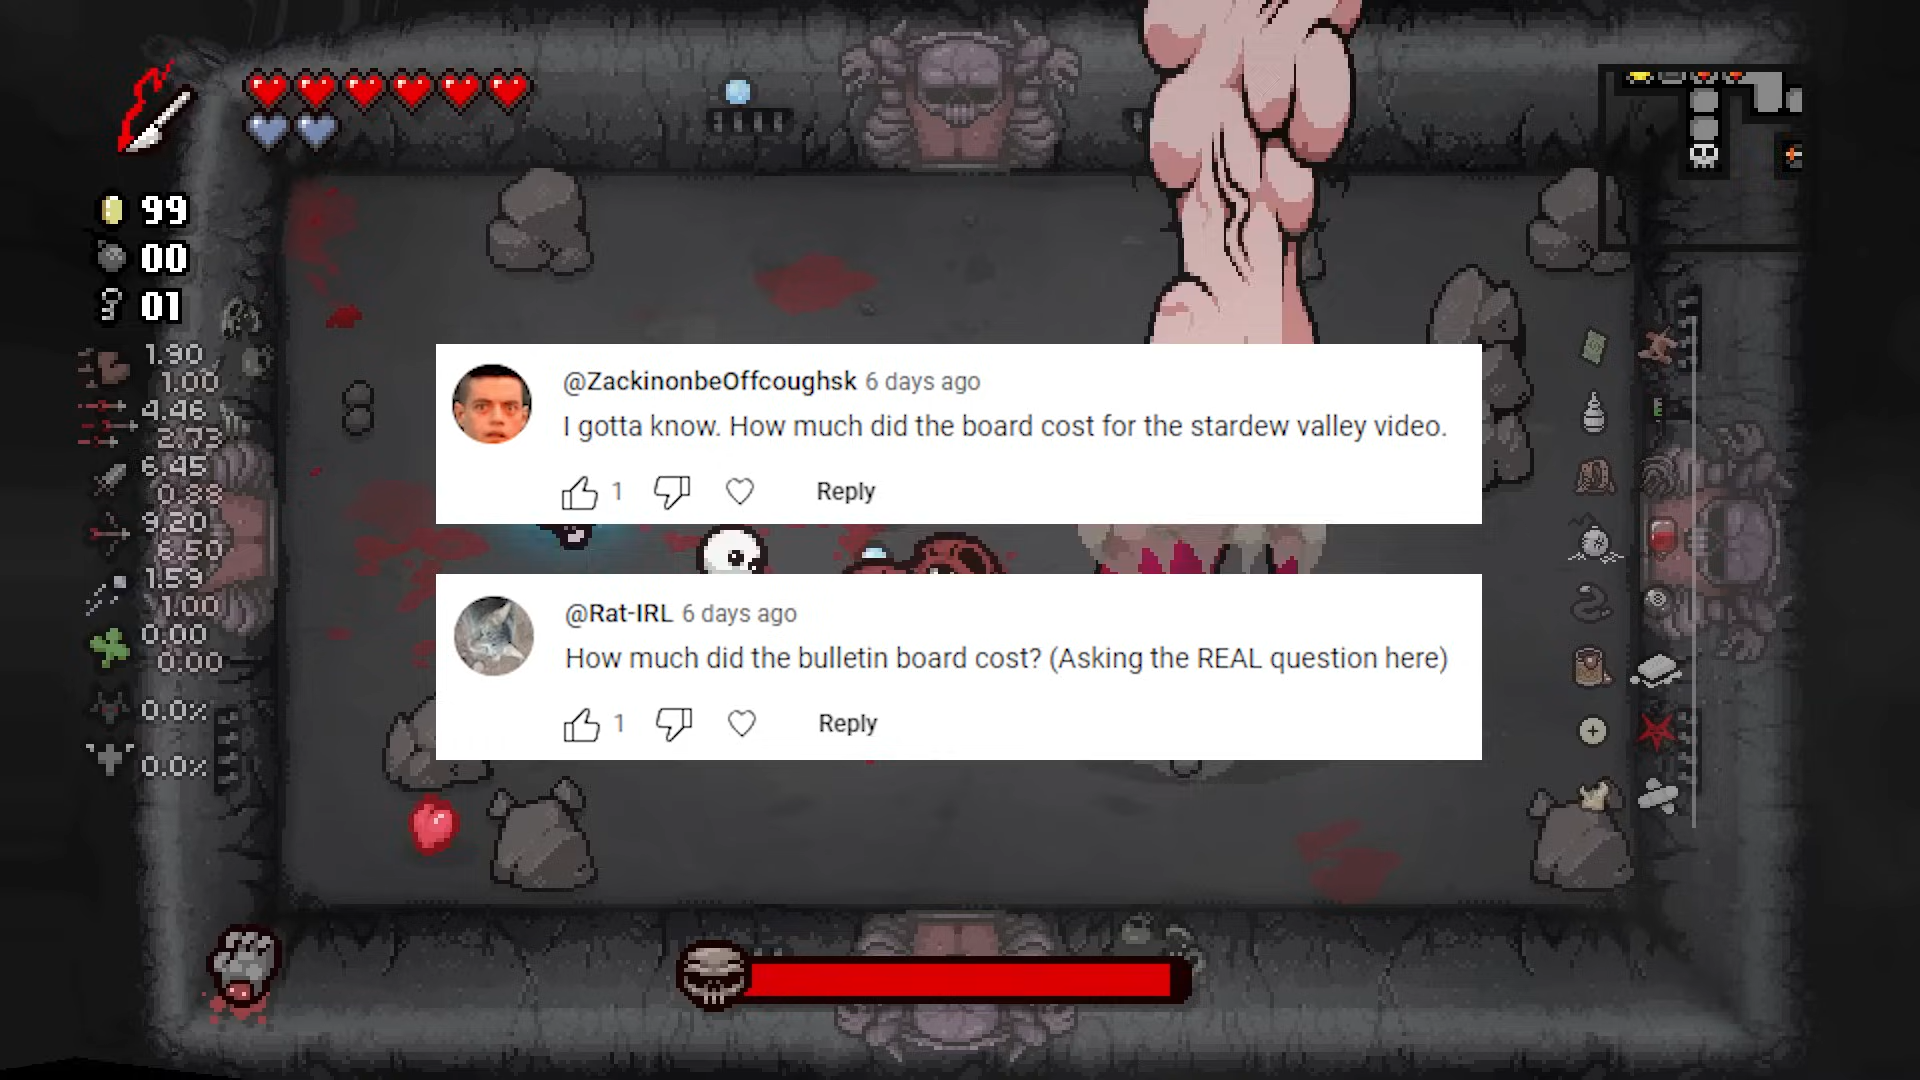 99
00
01
1.90
1.00
4.46
2.73
6.45
0.88
9.20
6.50
1.59
1.00
0.00
0.00
0.0%
0.0%
@ZackinonbeOffcoughsk 6 days ago
I gotta know. How much did the board cost for the stardew valley video.
1 Reply
@Rat-IRL 6 days ago
How much did the bulletin board cost? (Asking the REAL question here)
1 Reply